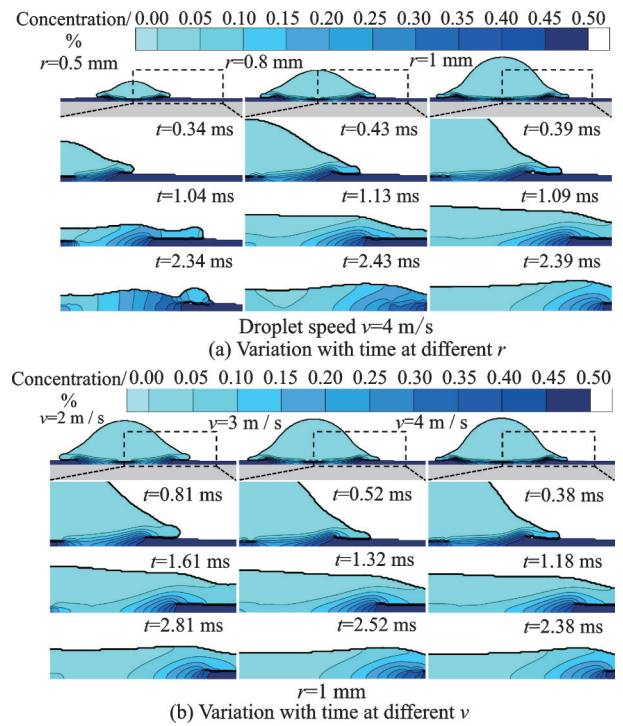 Concentration/ 0.00 0.05 0.10 0.15 0.20 0.25 0.30 0.35 0.40 0.45 0.50
%
r=0.5 mm r=0.8 mm r=1 mm
t=0.34 ms t=0.43 ms t=0.39 ms
t=1.04 ms t=1.13 ms t=1.09 ms
t=2.34 ms t=2.43 ms t=2.39 ms
Droplet speed v=4 m/s
(a) Variation with time at different r
Concentration/ 0.00 0.05 0.10 0.15 0.20 0.25 0.30 0.35 0.40 0.45 0.50
%
v=2 m / s v=3 m / s v=4 m / s
t=0.81 ms t=0.52 ms t=0.38 ms
t=1.61 ms t=1.32 ms t=1.18 ms
t=2.81 ms t=2.52 ms t=2.38 ms
r=1 mm
(b) Variation with time at different v